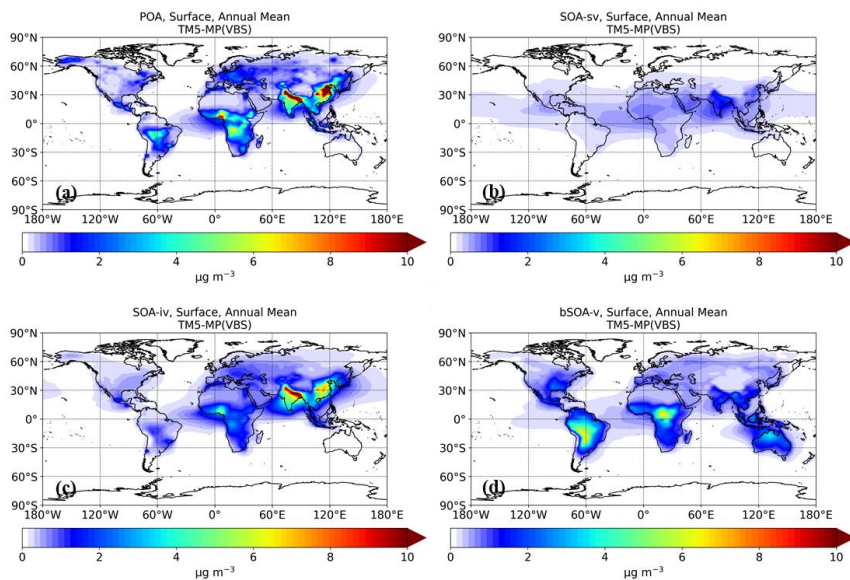 POA, Surface, Annual Mean
TM5-MP(VBS)
90°N
60°N
30°N
0°
30°S
60°S
90°S
(a)
180°W 120°W 60°W 0° 60°E 120°E 180°E
0 2 4 6 8 10
μg m⁻³
SOA-sv, Surface, Annual Mean
TM5-MP(VBS)
90°N
60°N
30°N
0°
30°S
60°S
90°S
(b)
180°W 120°W 60°W 0° 60°E 120°E 180°E
0 2 4 6 8 10
μg m⁻³
SOA-iv, Surface, Annual Mean
TM5-MP(VBS)
90°N
60°N
30°N
0°
30°S
60°S
90°S
(c)
180°W 120°W 60°W 0° 60°E 120°E 180°E
0 2 4 6 8 10
μg m⁻³
bSOA-v, Surface, Annual Mean
TM5-MP(VBS)
90°N
60°N
30°N
0°
30°S
60°S
90°S
(d)
180°W 120°W 60°W 0° 60°E 120°E 180°E
0 2 4 6 8 10
μg m⁻³